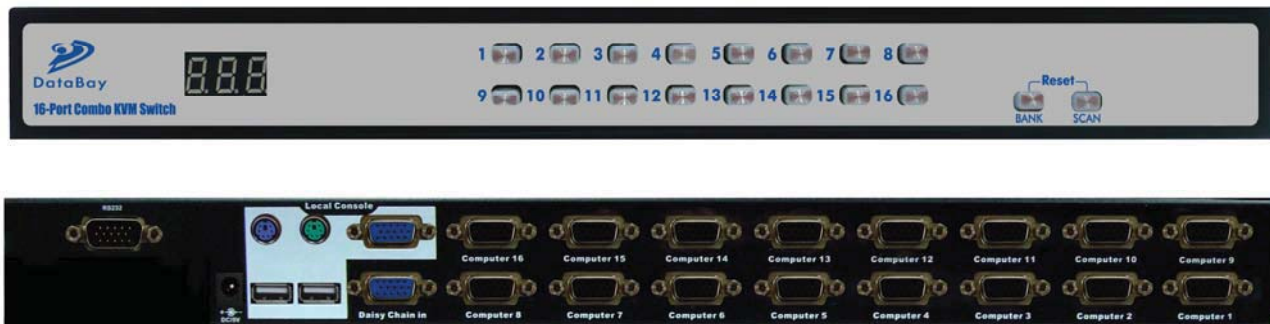 1 2 3 4 5 6 7 8
DataBay
16-Port Combo KVM Switch
9 10 11 12 13 14 15 16
Reset
BANK SCAN
RS232
Local Console
Computer 16 Computer 15 Computer 14 Computer 13 Computer 12 Computer 11 Computer 10 Computer 9
DC/9V
Daisy Chain in
Computer 8 Computer 7 Computer 6 Computer 5 Computer 4 Computer 3 Computer 2 Computer 1